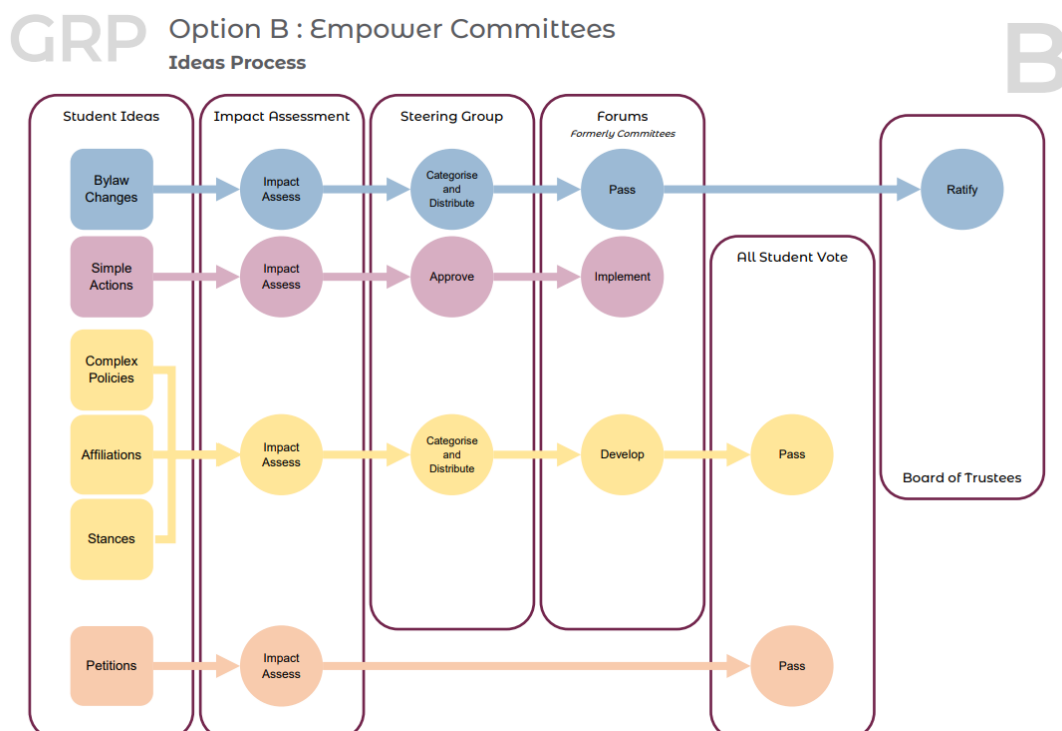 GRP
Option B : Empower Committees
B
Ideas Process
Student Ideas
Impact Assessment
Steering Group
Forums
Formerly Committees
Bylaw
Changes
Impact
Assess
Categorise
and
Distribute
Pass
Ratify
Simple
Actions
Impact
Assess
Approve
Implement
All Student Vote
Complex
Policies
Affiliations
Stances
Impact
Assess
Categorise
and
Distribute
Develop
Pass
Board of Trustees
Petitions
Impact
Assess
Pass